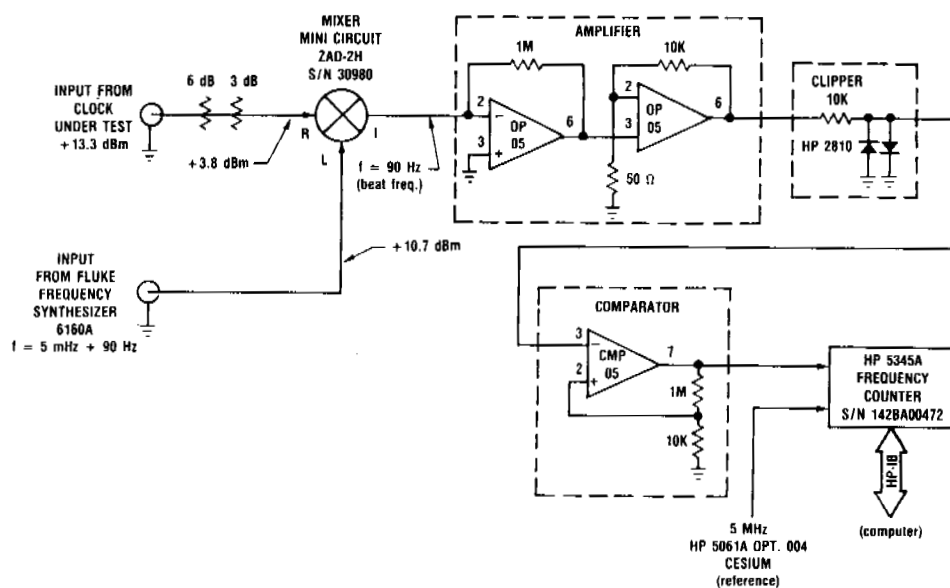 MIXER
MINI CIRCUIT
ZAD-2H
S/N 30980
6 dB
3 dB
INPUT FROM
CLOCK
UNDER TEST
+13.3 dBm
R
I
L
+3.8 dBm
f = 90 Hz
(beat freq.)
+10.7 dBm
INPUT
FROM FLUKE
FREQUENCY
SYNTHESIZER
6160A
f = 5 mHz + 90 Hz
AMPLIFIER
1M
2
−
OP
05
6
3
+
10K
2
OP
05
6
3
50 Ω
CLIPPER
10K
HP 2810
COMPARATOR
3
−
CMP
05
7
2
+
1M
10K
HP 5345A
FREQUENCY
COUNTER
S/N 142BA00472
HP-IB
(computer)
5 MHz
HP 5061A OPT. 004
CESIUM
(reference)